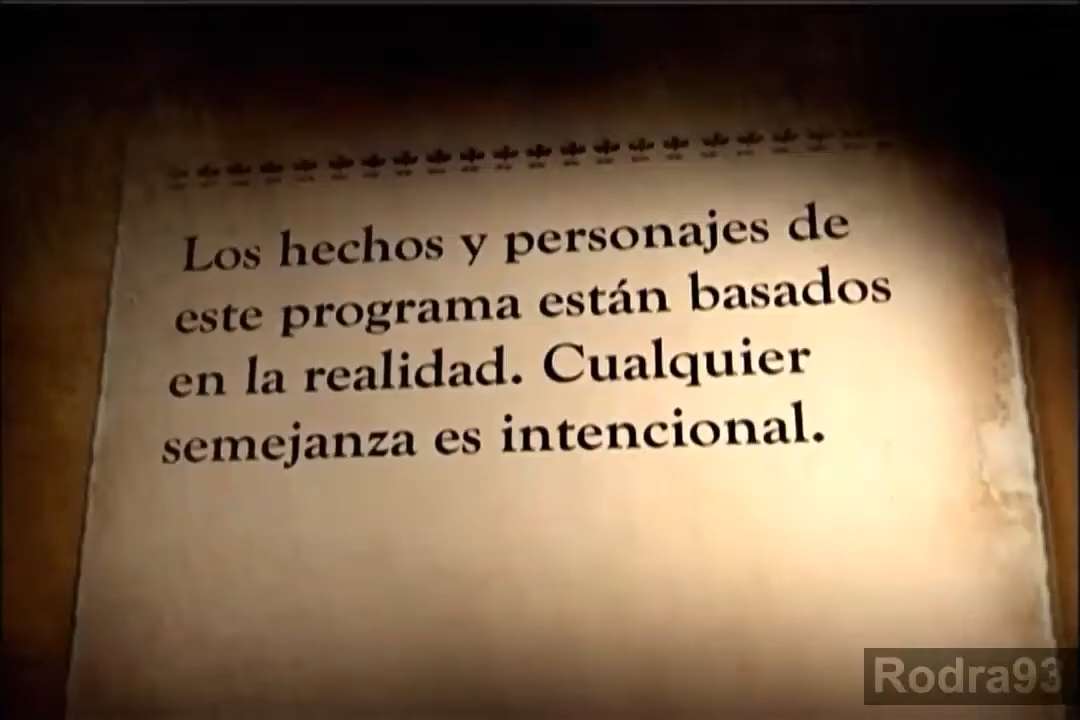 Los hechos y personajes de
este programa están basados
en la realidad. Cualquier
semejanza es intencional.
Rodra93